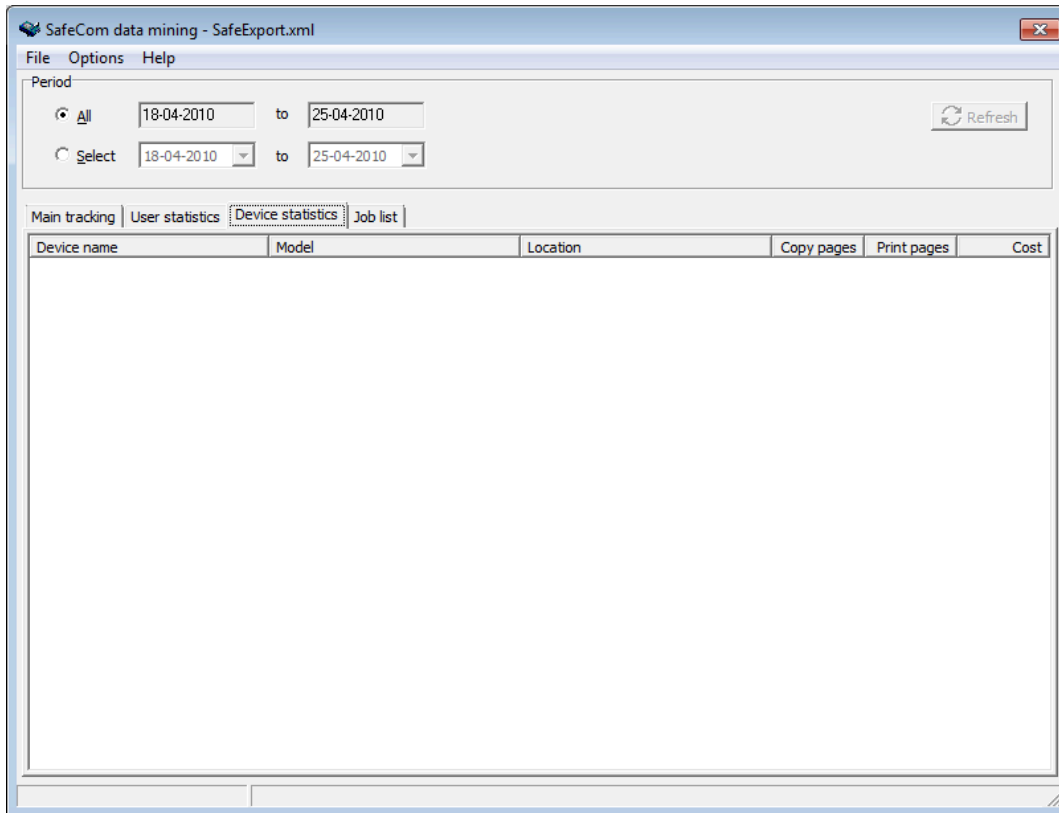 SafeCom data mining - SafeExport.xml
File Options Help
Period
All 18-04-2010 to 25-04-2010 Refresh
Select 18-04-2010 to 25-04-2010
Main tracking User statistics Device statistics Job list
Device name Model Location Copy pages Print pages Cost